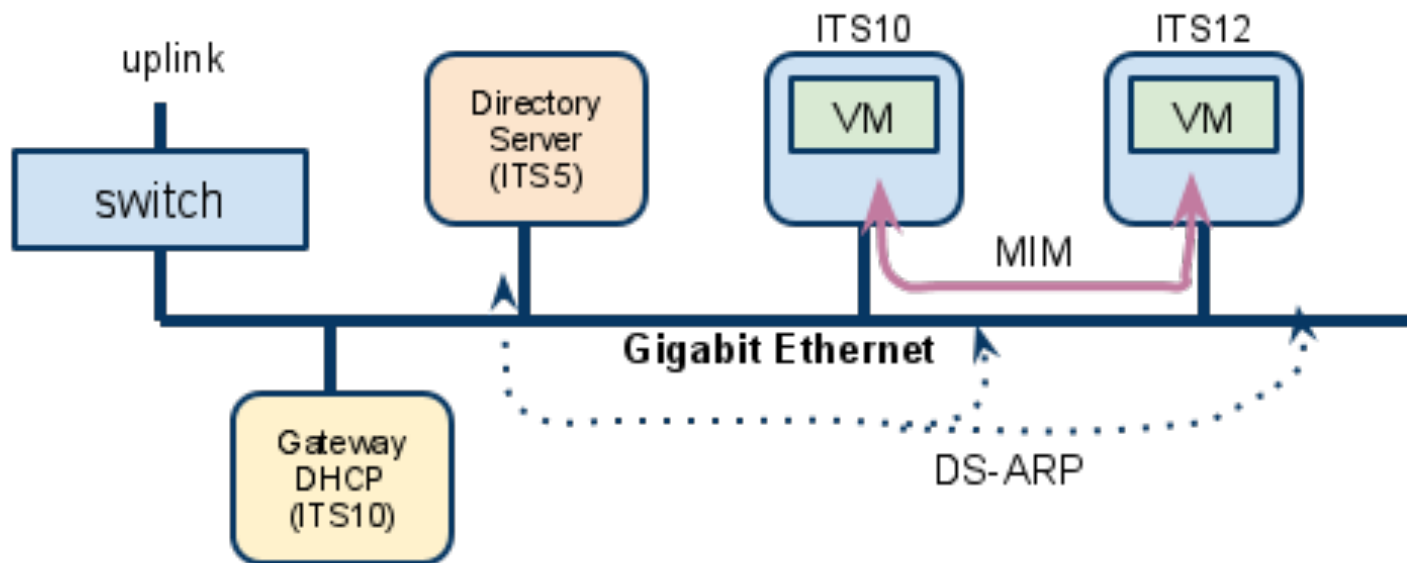 ITS10
ITS12
uplink
Directory
Server
(ITS5)
VM
VM
switch
MIM
Gigabit Ethernet
Gateway
DHCP
(ITS10)
DS-ARP